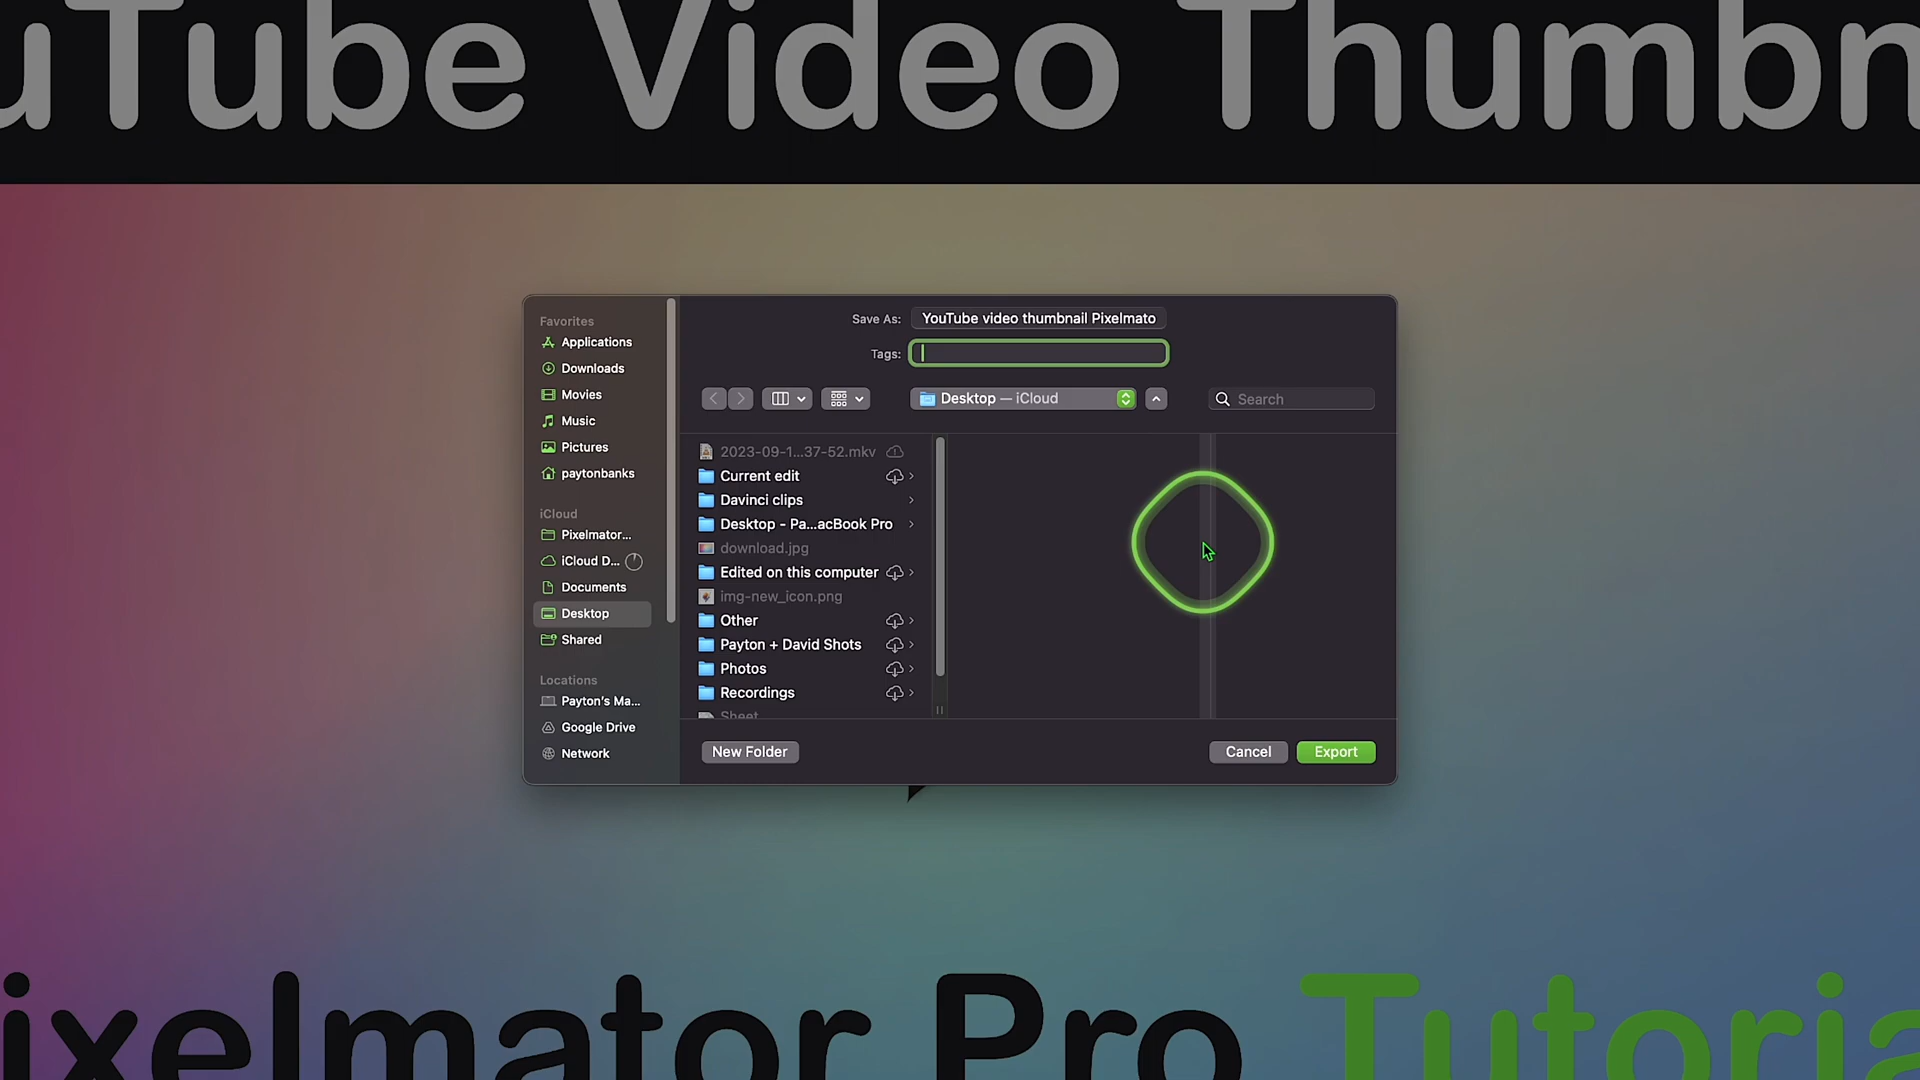 uTube Video Thumbn
Save As: YouTube video thumbnail Pixelmato
Tags:
Desktop — iCloud
Search
Favorites
Applications
Downloads
Movies
Music
Pictures
paytonbanks
iCloud
Pixelmator...
iCloud D...
Documents
Desktop
Shared
Locations
Payton's Ma...
Google Drive
Network
2023-09-1...37-52.mkv
Current edit
Davinci clips
Desktop - Pa...acBook Pro
download.jpg
Edited on this computer
img-new_icon.png
Other
Payton + David Shots
Photos
Recordings
Sheet
New Folder
Cancel
Export
ixelmator Pro Tutoria